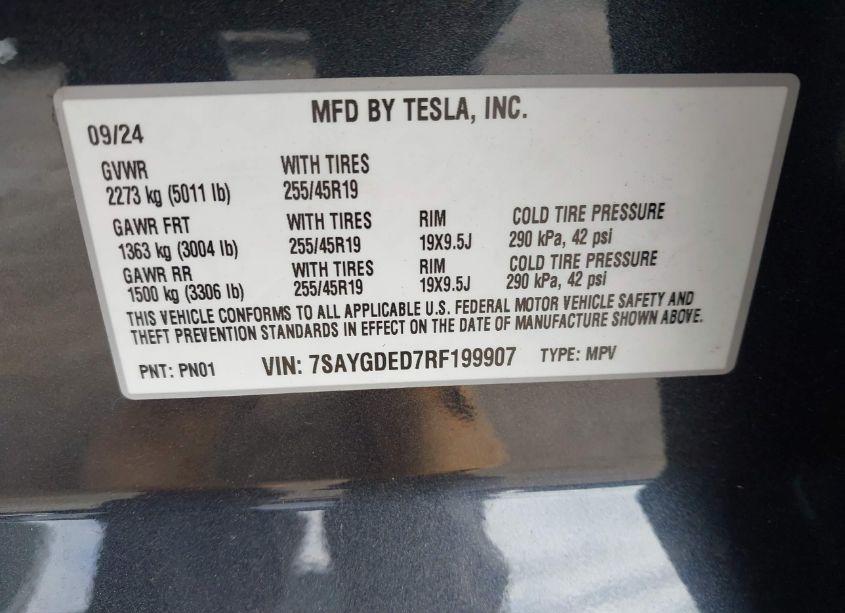 MFD BY TESLA, INC.
09/24
GVWR WITH TIRES
2273 kg (5011 lb) 255/45R19
GAWR FRT WITH TIRES RIM COLD TIRE PRESSURE
1363 kg (3004 lb) 255/45R19 19X9.5J 290 kPa, 42 psi
GAWR RR WITH TIRES RIM COLD TIRE PRESSURE
1500 kg (3306 lb) 255/45R19 19X9.5J 290 kPa, 42 psi
THIS VEHICLE CONFORMS TO ALL APPLICABLE U.S. FEDERAL MOTOR VEHICLE SAFETY AND
THEFT PREVENTION STANDARDS IN EFFECT ON THE DATE OF MANUFACTURE SHOWN ABOVE.
PNT: PN01 VIN: 7SAYGDED7RF199907 TYPE: MPV